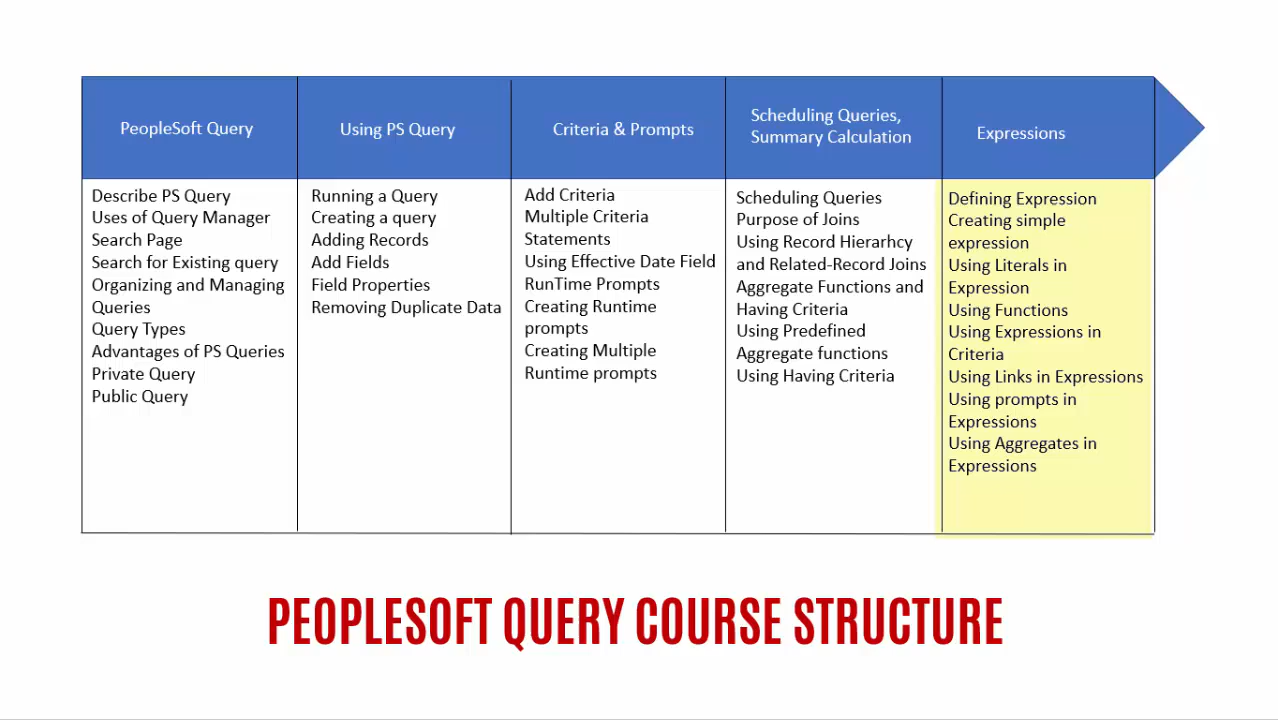 PeopleSoft Query
Using PS Query
Criteria & Prompts
Scheduling Queries,
Summary Calculation
Expressions
Describe PS Query
Uses of Query Manager
Search Page
Search for Existing query
Organizing and Managing
Queries
Query Types
Advantages of PS Queries
Private Query
Public Query
Running a Query
Creating a query
Adding Records
Add Fields
Field Properties
Removing Duplicate Data
Add Criteria
Multiple Criteria
Statements
Using Effective Date Field
RunTime Prompts
Creating Runtime
prompts
Creating Multiple
Runtime prompts
Scheduling Queries
Purpose of Joins
Using Record Hierarhcy
and Related-Record Joins
Aggregate Functions and
Having Criteria
Using Predefined
Aggregate functions
Using Having Criteria
Defining Expression
Creating simple
expression
Using Literals in
Expression
Using Functions
Using Expressions in
Criteria
Using Links in Expressions
Using prompts in
Expressions
Using Aggregates in
Expressions
PEOPLESOFT QUERY COURSE STRUCTURE